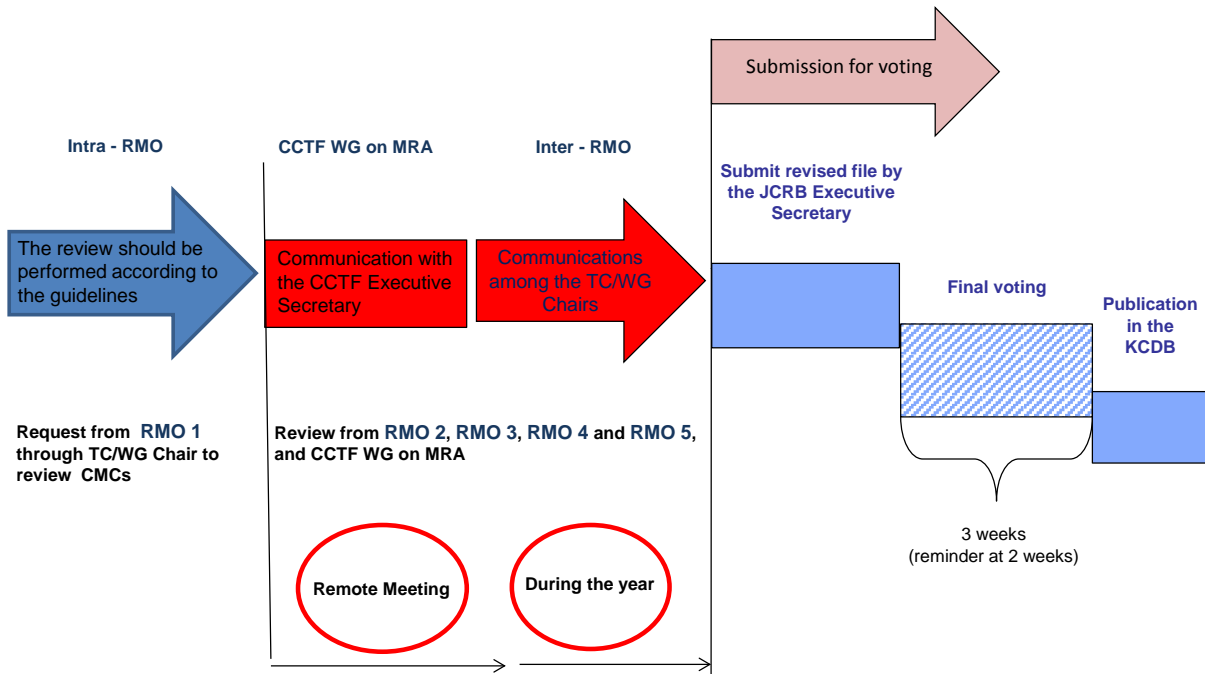 Submission for voting
Intra - RMO
CCTF WG on MRA
Inter - RMO
Submit revised file by
the JCRB Executive
Secretary
The review should be
performed according to
the guidelines
Communication with
the CCTF Executive
Secretary
Communications
among the TC/WG
Chairs
Final voting
Publication
in the
KCDB
Request from RMO 1
through TC/WG Chair to
review CMCs
Review from RMO 2, RMO 3, RMO 4 and RMO 5,
and CCTF WG on MRA
3 weeks
(reminder at 2 weeks)
Remote Meeting
During the year